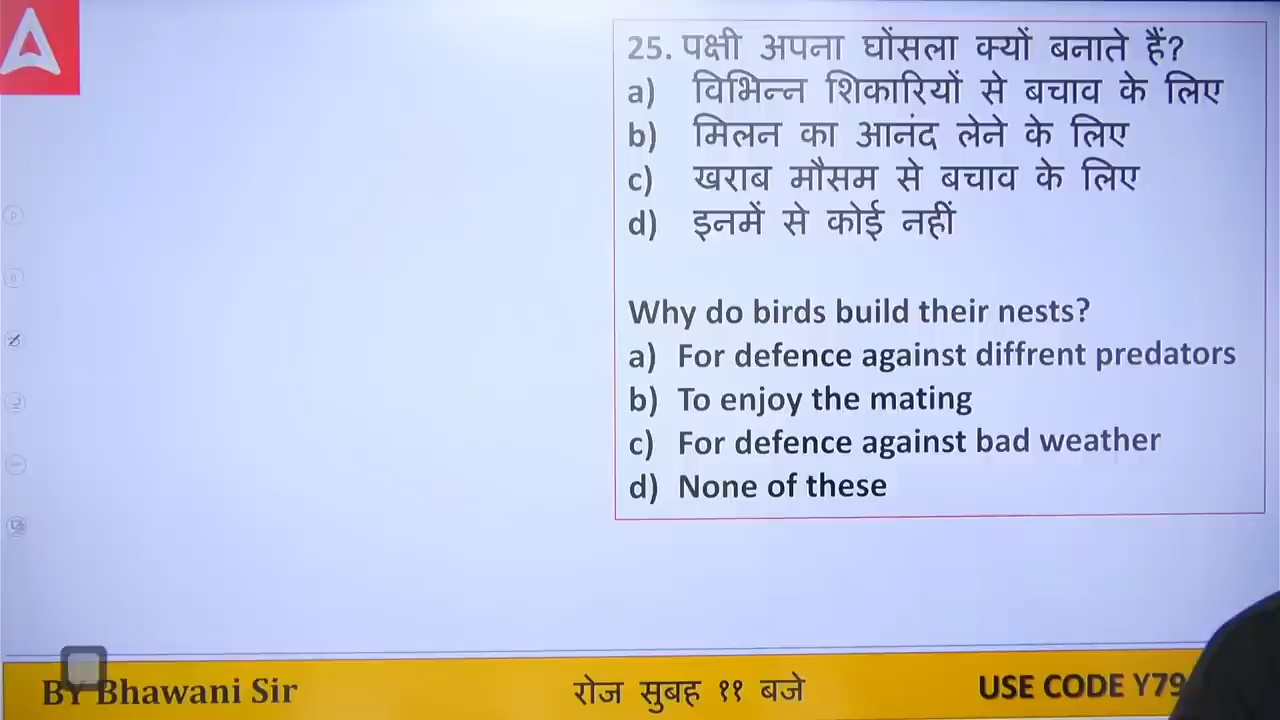 25. पक्षी अपना घोंसला क्यों बनाते हैं?
a) विभिन्न शिकारियों से बचाव के लिए
b) मिलन का आनंद लेने के लिए
c) खराब मौसम से बचाव के लिए
d) इनमें से कोई नहीं
Why do birds build their nests?
a) For defence against diffrent predators
b) To enjoy the mating
c) For defence against bad weather
d) None of these
BY Bhawani Sir
रोज सुबह ११ बजे
USE CODE Y79